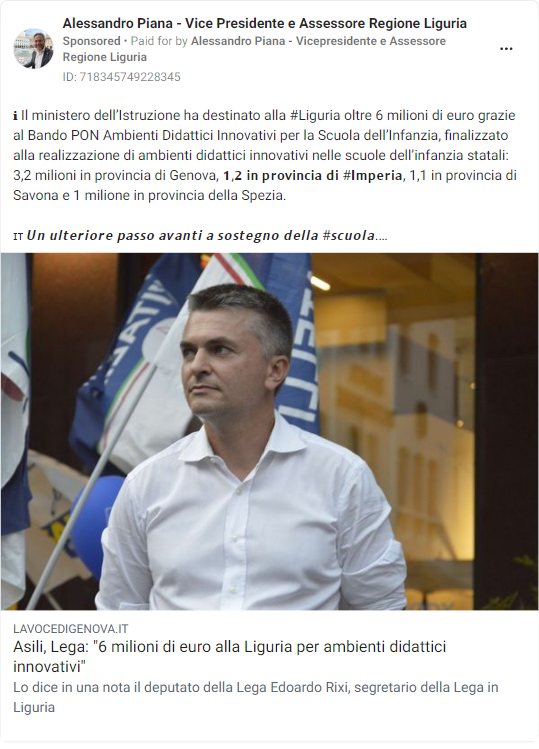 Alessandro Piana - Vice Presidente e Assessore Regione Liguria
Sponsored • Paid for by Alessandro Piana - Vicepresidente e Assessore
Regione Liguria
ID: 718345749228345
ℹ Il ministero dell’Istruzione ha destinato alla #Liguria oltre 6 milioni di euro grazie
al Bando PON Ambienti Didattici Innovativi per la Scuola dell’Infanzia, finalizzato
alla realizzazione di ambienti didattici innovativi nelle scuole dell’infanzia statali:
3,2 milioni in provincia di Genova, 𝟭,𝟮 𝗶𝗻 𝗽𝗿𝗼𝘃𝗶𝗻𝗰𝗶𝗮 𝗱𝗶 #𝗜𝗺𝗽𝗲𝗿𝗶𝗮, 1,1 in provincia di
Savona e 1 milione in provincia della Spezia.
IT 𝙐𝙣 𝙪𝙡𝙩𝙚𝙧𝙞𝙤𝙧𝙚 𝙥𝙖𝙨𝙨𝙤 𝙖𝙫𝙖𝙣𝙩𝙞 𝙖 𝙨𝙤𝙨𝙩𝙚𝙜𝙣𝙤 𝙙𝙚𝙡𝙡𝙖 #𝙨𝙘𝙪𝙤𝙡𝙖....
LAVOCEDIGENOVA.IT
Asili, Lega: "6 milioni di euro alla Liguria per ambienti didattici
innovativi"
Lo dice in una nota il deputato della Lega Edoardo Rixi, segretario della Lega in
Liguria